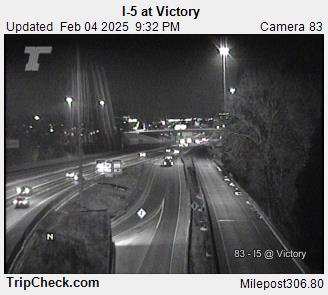 I-5 at Victory
Updated Feb 04 2025 9:32 PM Camera 83
T
N
83 - I5 @ Victory
TripCheck.com Milepost306.80